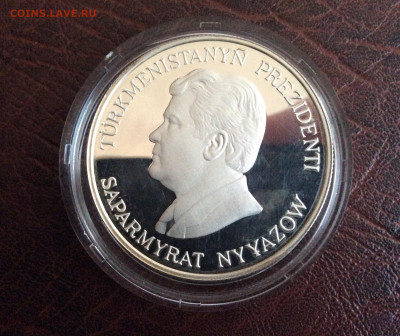 COINS.LAVE.RU
TÜRKMENISTANYŇ PREZIDENTI
SAPARMYRAT NYÝAZOW